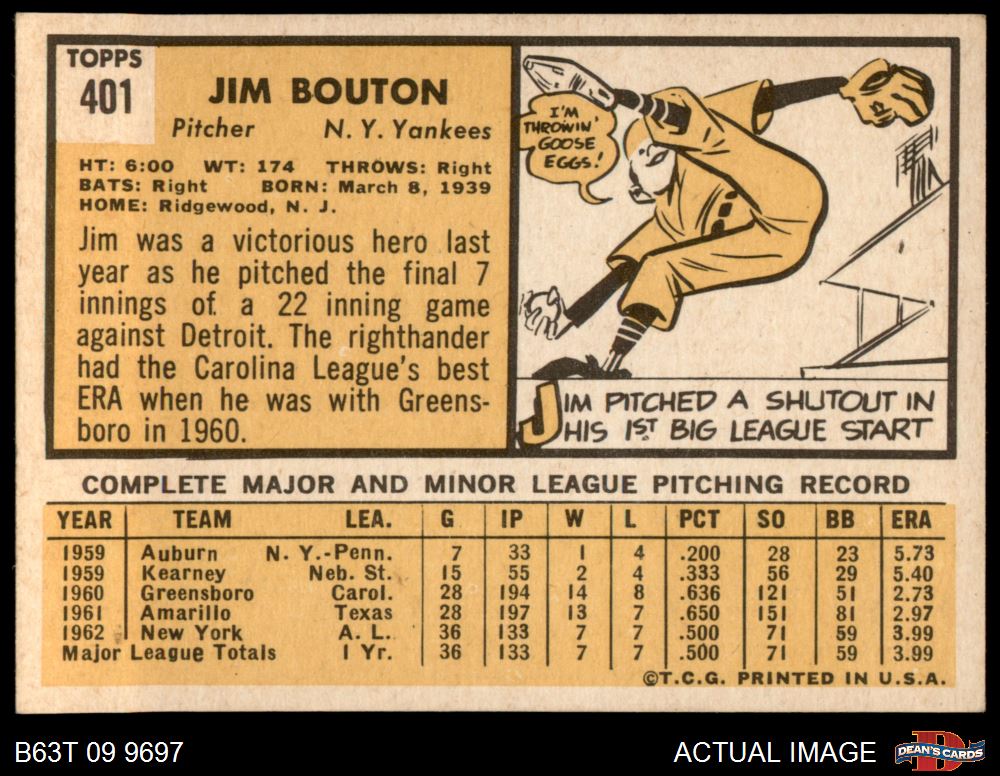 TOPPS
401
JIM BOUTON
Pitcher N. Y. Yankees
HT: 6:00 WT: 174 THROWS: Right
BATS: Right BORN: March 8, 1939
HOME: Ridgewood, N. J.
Jim was a victorious hero last
year as he pitched the final 7
innings of a 22 inning game
against Detroit. The righthander
had the Carolina League's best
ERA when he was with Greens-
boro in 1960.
I'M
THROWIN'
GOOSE
EGGS!
JIM PITCHED A SHUTOUT IN
HIS 1ST BIG LEAGUE START
COMPLETE MAJOR AND MINOR LEAGUE PITCHING RECORD
YEAR TEAM LEA. G IP W L PCT SO BB ERA
1959 Auburn N. Y.-Penn. 7 33 1 4 .200 28 23 5.73
1959 Kearney Neb. St. 15 55 2 4 .333 56 29 5.40
1960 Greensboro Carol. 28 194 14 8 .636 121 51 2.73
1961 Amarillo Texas 28 197 13 7 .650 151 81 2.97
1962 New York A. L. 36 133 7 7 .500 71 59 3.99
Major League Totals 1 Yr. 36 133 7 7 .500 71 59 3.99
©T.C.G. PRINTED IN U.S.A.
B63T 09 9697 ACTUAL IMAGE DEAN'S CARDS